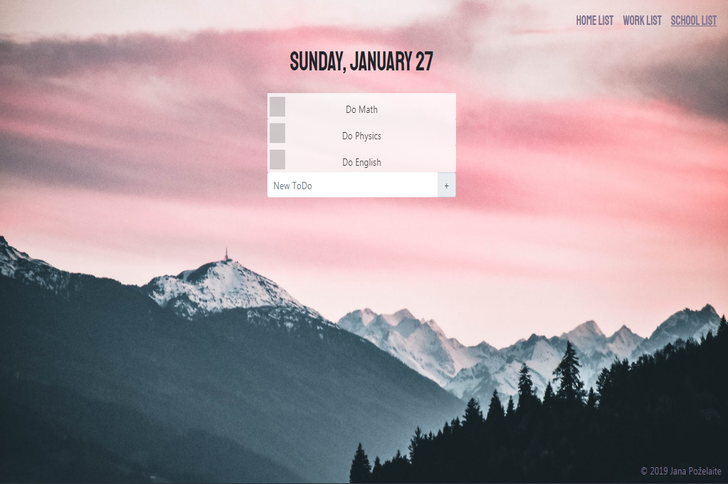 HOME LIST WORK LIST SCHOOL LIST
SUNDAY, JANUARY 27
Do Math
Do Physics
Do English
New ToDo +
© 2019 Jana Poželaite